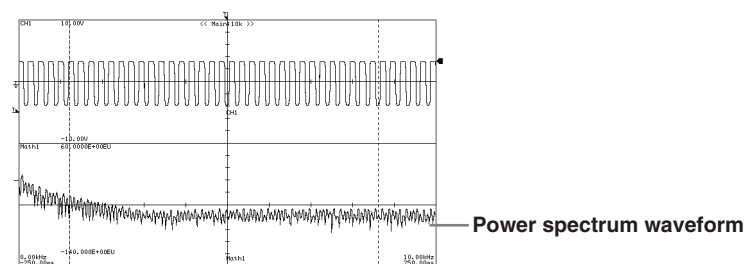 CH1 10.00V << Main:10k >>
CH1
-10.00V
Math1 60.0000E+00EU
Power spectrum waveform
-140.000E+00EU
0.00kHz Math1 10.00kHz
-250.00ms 250.00ms